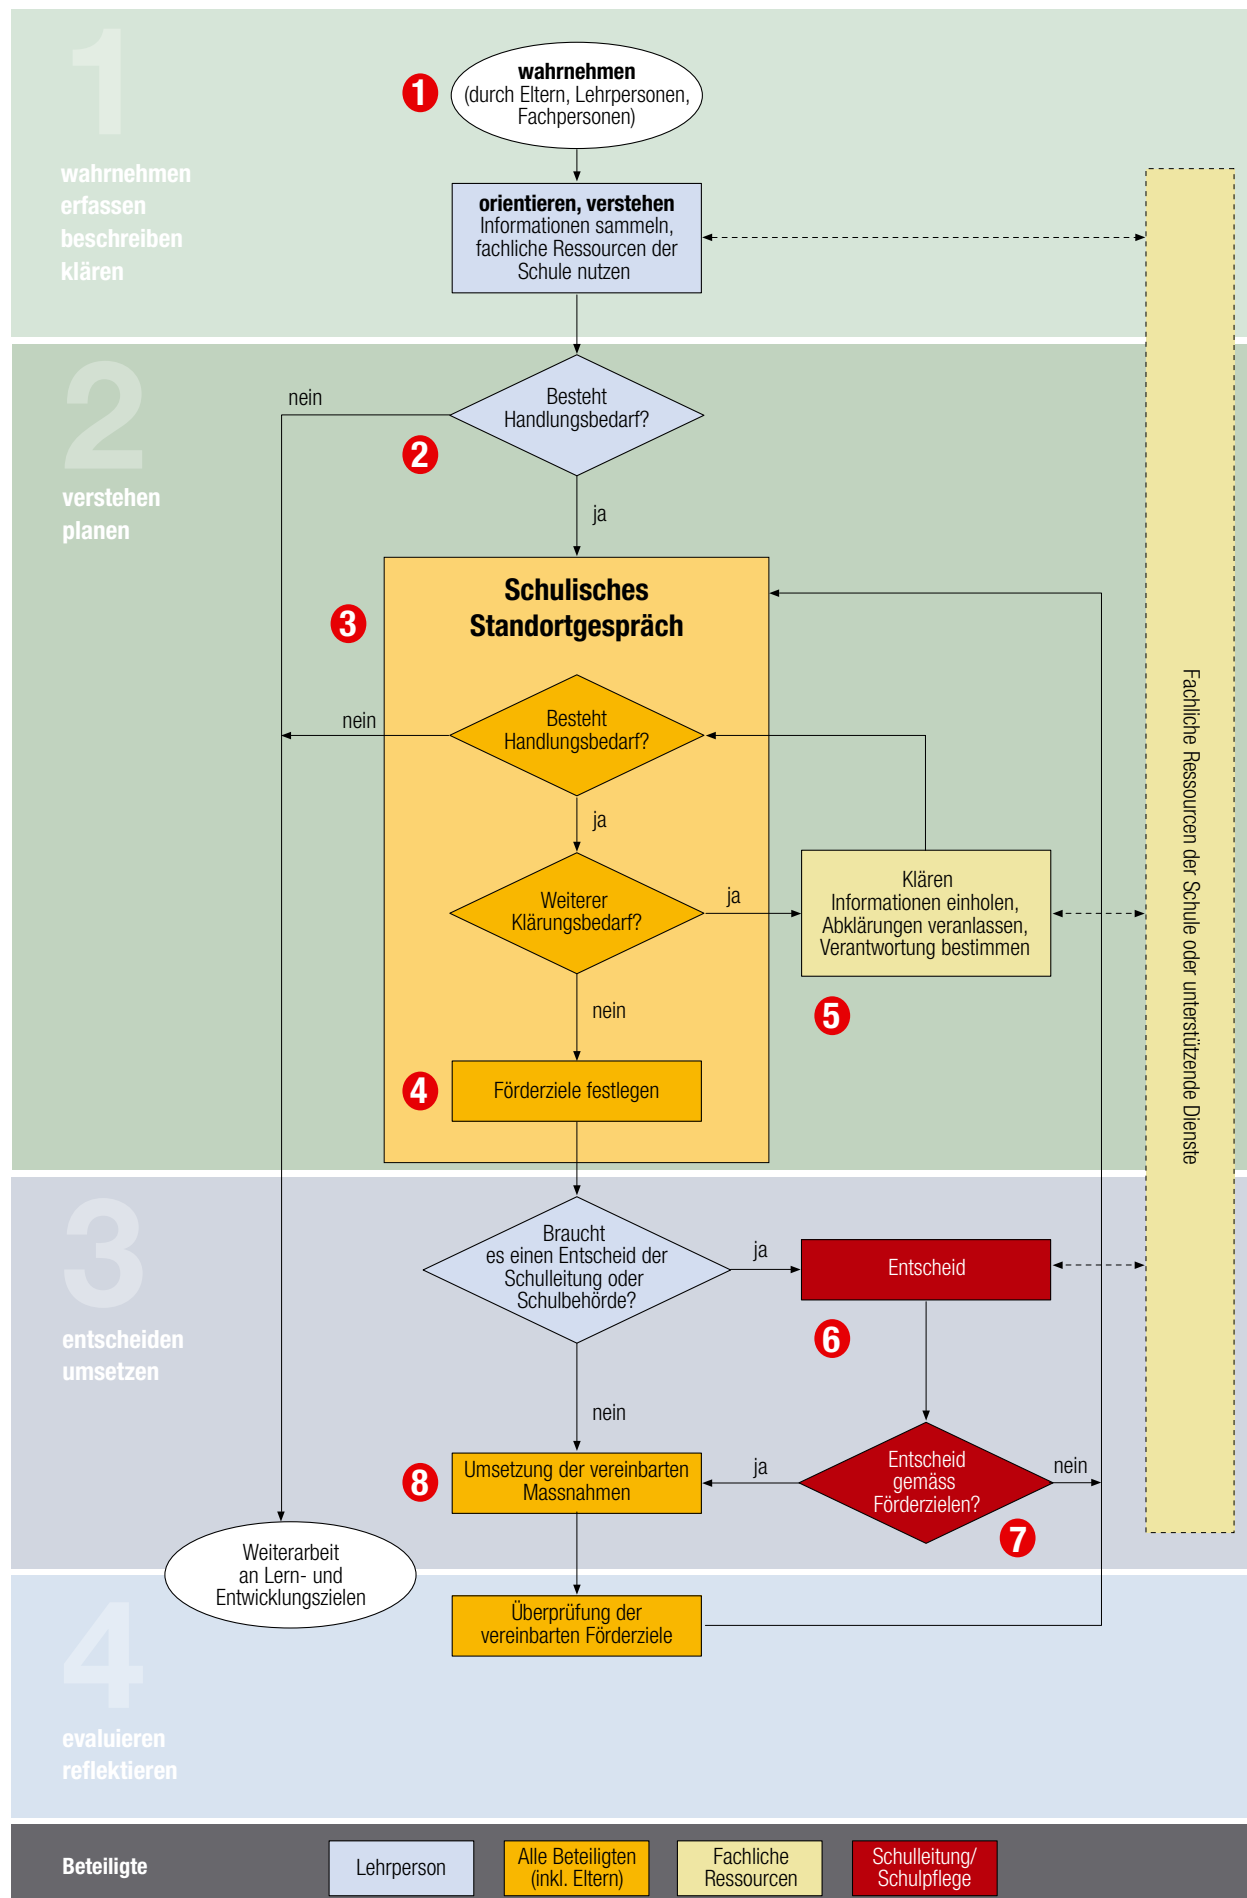 1
wahrnehmen
erfassen
beschreiben
klären
1
wahrnehmen
(durch Eltern, Lehrpersonen,
Fachpersonen)
orientieren, verstehen
Informationen sammeln,
fachliche Ressourcen der
Schule nutzen
2
verstehen
planen
nein
Besteht
Handlungsbedarf?
2
ja
3
Schulisches
Standortgespräch
nein
Besteht
Handlungsbedarf?
ja
Weiterer
Klärungsbedarf?
ja
Klären
Informationen einholen,
Abklärungen veranlassen,
Verantwortung bestimmen
5
nein
4
Förderziele festlegen
Fachliche Ressourcen der Schule oder unterstützende Dienste
3
entscheiden
umsetzen
Braucht
es einen Entscheid der
Schulleitung oder
Schulbehörde?
ja
Entscheid
6
nein
8
Umsetzung der vereinbarten
Massnahmen
ja
Entscheid
gemäss
Förderzielen?
nein
7
Weiterarbeit
an Lern- und
Entwicklungszielen
4
evaluieren
reflektieren
Überprüfung der
vereinbarten Förderziele
Beteiligte
Lehrperson
Alle Beteiligten
(inkl. Eltern)
Fachliche
Ressourcen
Schulleitung/
Schulpflege